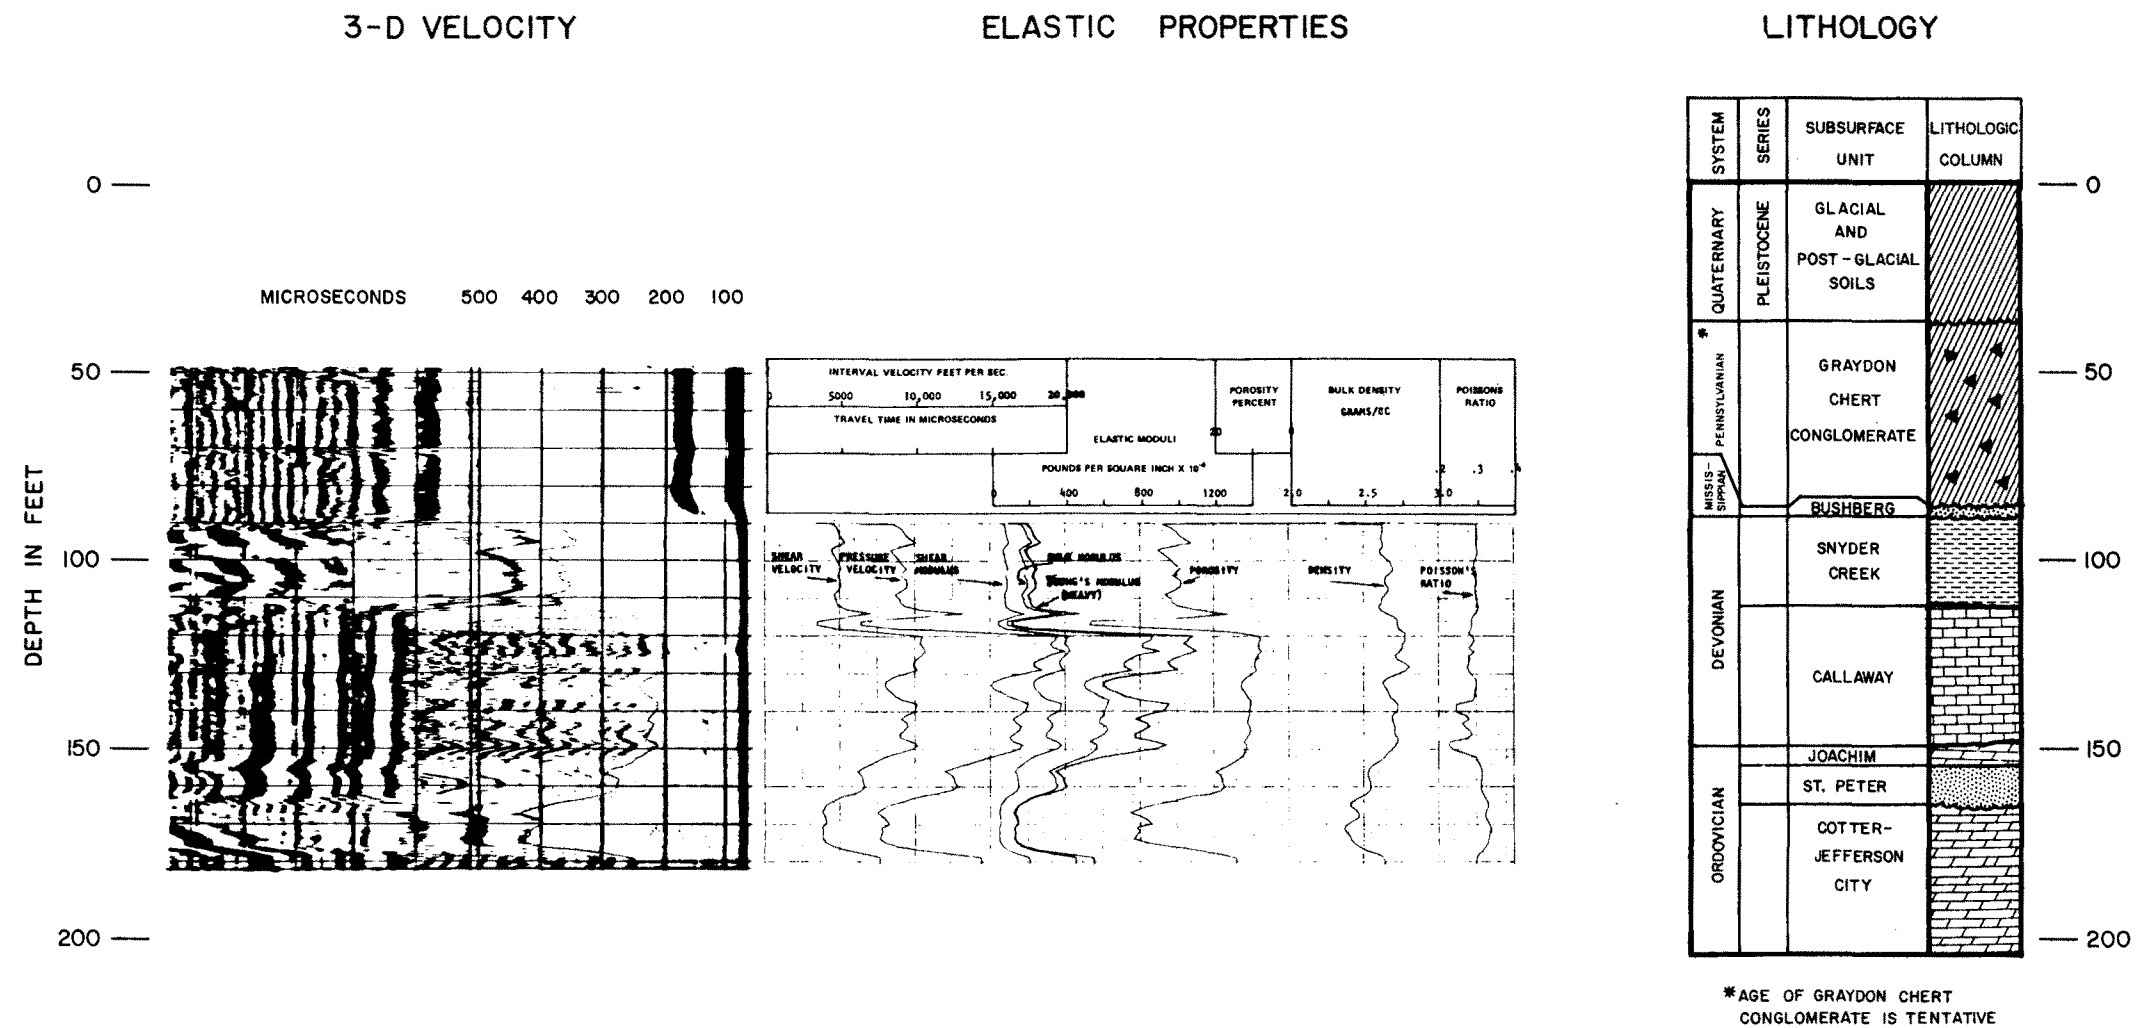 3-D VELOCITY
ELASTIC PROPERTIES
LITHOLOGY
DEPTH IN FEET
0
50
100
150
200
MICROSECONDS 500 400 300 200 100
INTERVAL VELOCITY FEET PER SEC.
0 5000 10,000 15,000 20,000
TRAVEL TIME IN MICROSECONDS
ELASTIC MODULI
POUNDS PER SQUARE INCH X 10
0 400 800 1200
POROSITY
PERCENT
20 0
BULK DENSITY
GRAMS/CC
2.0 2.5 3.0
POISSONS
RATIO
.2 .3 .4
SHEAR
VELOCITY
PRESSURE
VELOCITY
SHEAR
MODULUS
BULK MODULUS
YOUNG'S MODULUS
(HEAVY)
POROSITY
DENSITY
POISSON'S
RATIO
SYSTEM
SERIES
SUBSURFACE
UNIT
LITHOLOGIC
COLUMN
QUATERNARY
PLEISTOCENE
GLACIAL
AND
POST-GLACIAL
SOILS
*
PENNSYLVANIAN
GRAYDON
CHERT
CONGLOMERATE
MISSIS-
SIPPIAN
BUSHBERG
DEVONIAN
SNYDER
CREEK
CALLAWAY
ORDOVICIAN
JOACHIM
ST. PETER
COTTER-
JEFFERSON
CITY
0
50
100
150
200
*AGE OF GRAYDON CHERT
CONGLOMERATE IS TENTATIVE